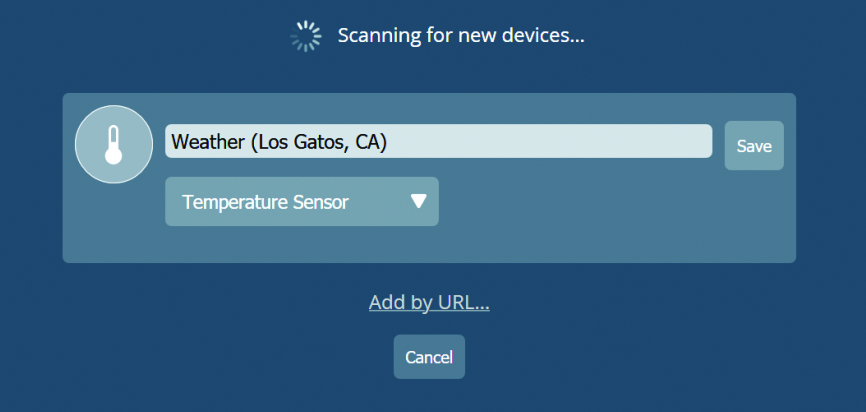 Scanning for new devices...
Weather (Los Gatos, CA)
Save
Temperature Sensor
Add by URL...
Cancel